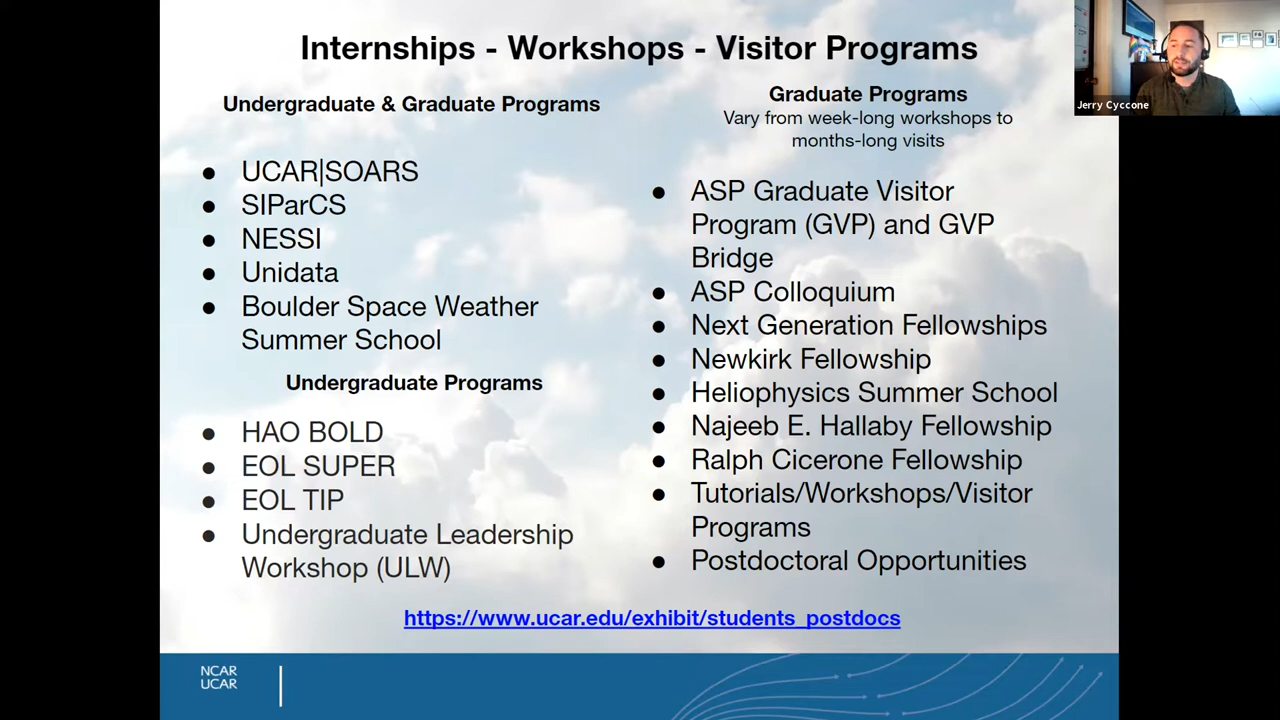 Internships - Workshops - Visitor Programs
Undergraduate & Graduate Programs
● UCAR|SOARS
● SIParCS
● NESSI
● Unidata
● Boulder Space Weather
Summer School
Undergraduate Programs
● HAO BOLD
● EOL SUPER
● EOL TIP
● Undergraduate Leadership
Workshop (ULW)
Graduate Programs
Vary from week-long workshops to
months-long visits
● ASP Graduate Visitor
Program (GVP) and GVP
Bridge
● ASP Colloquium
● Next Generation Fellowships
● Newkirk Fellowship
● Heliophysics Summer School
● Najeeb E. Hallaby Fellowship
● Ralph Cicerone Fellowship
● Tutorials/Workshops/Visitor
Programs
● Postdoctoral Opportunities
https://www.ucar.edu/exhibit/students_postdocs
NCAR
UCAR
Jerry Cyccone